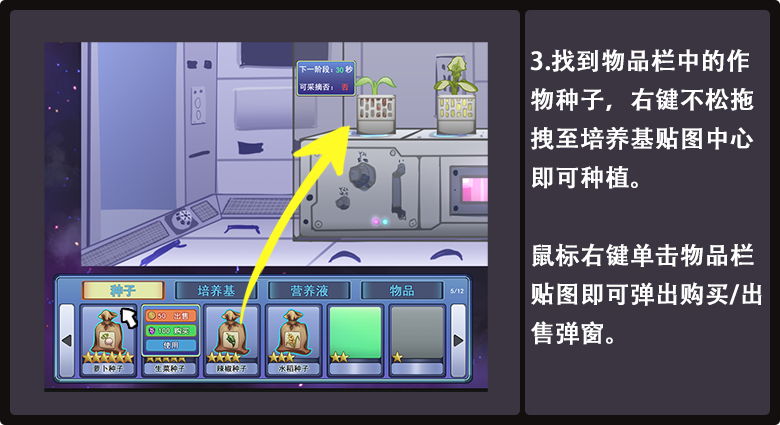 下一阶段：30 秒
可采摘否：否
种子
培养基
营养液
物品
5/12
50 出售
100 购买
使用
萝卜种子
生菜种子
辣椒种子
水稻种子
3.找到物品栏中的作
物种子，右键不松拖
拽至培养基贴图中心
即可种植。
鼠标右键单击物品栏
贴图即可弹出购买/出
售弹窗。